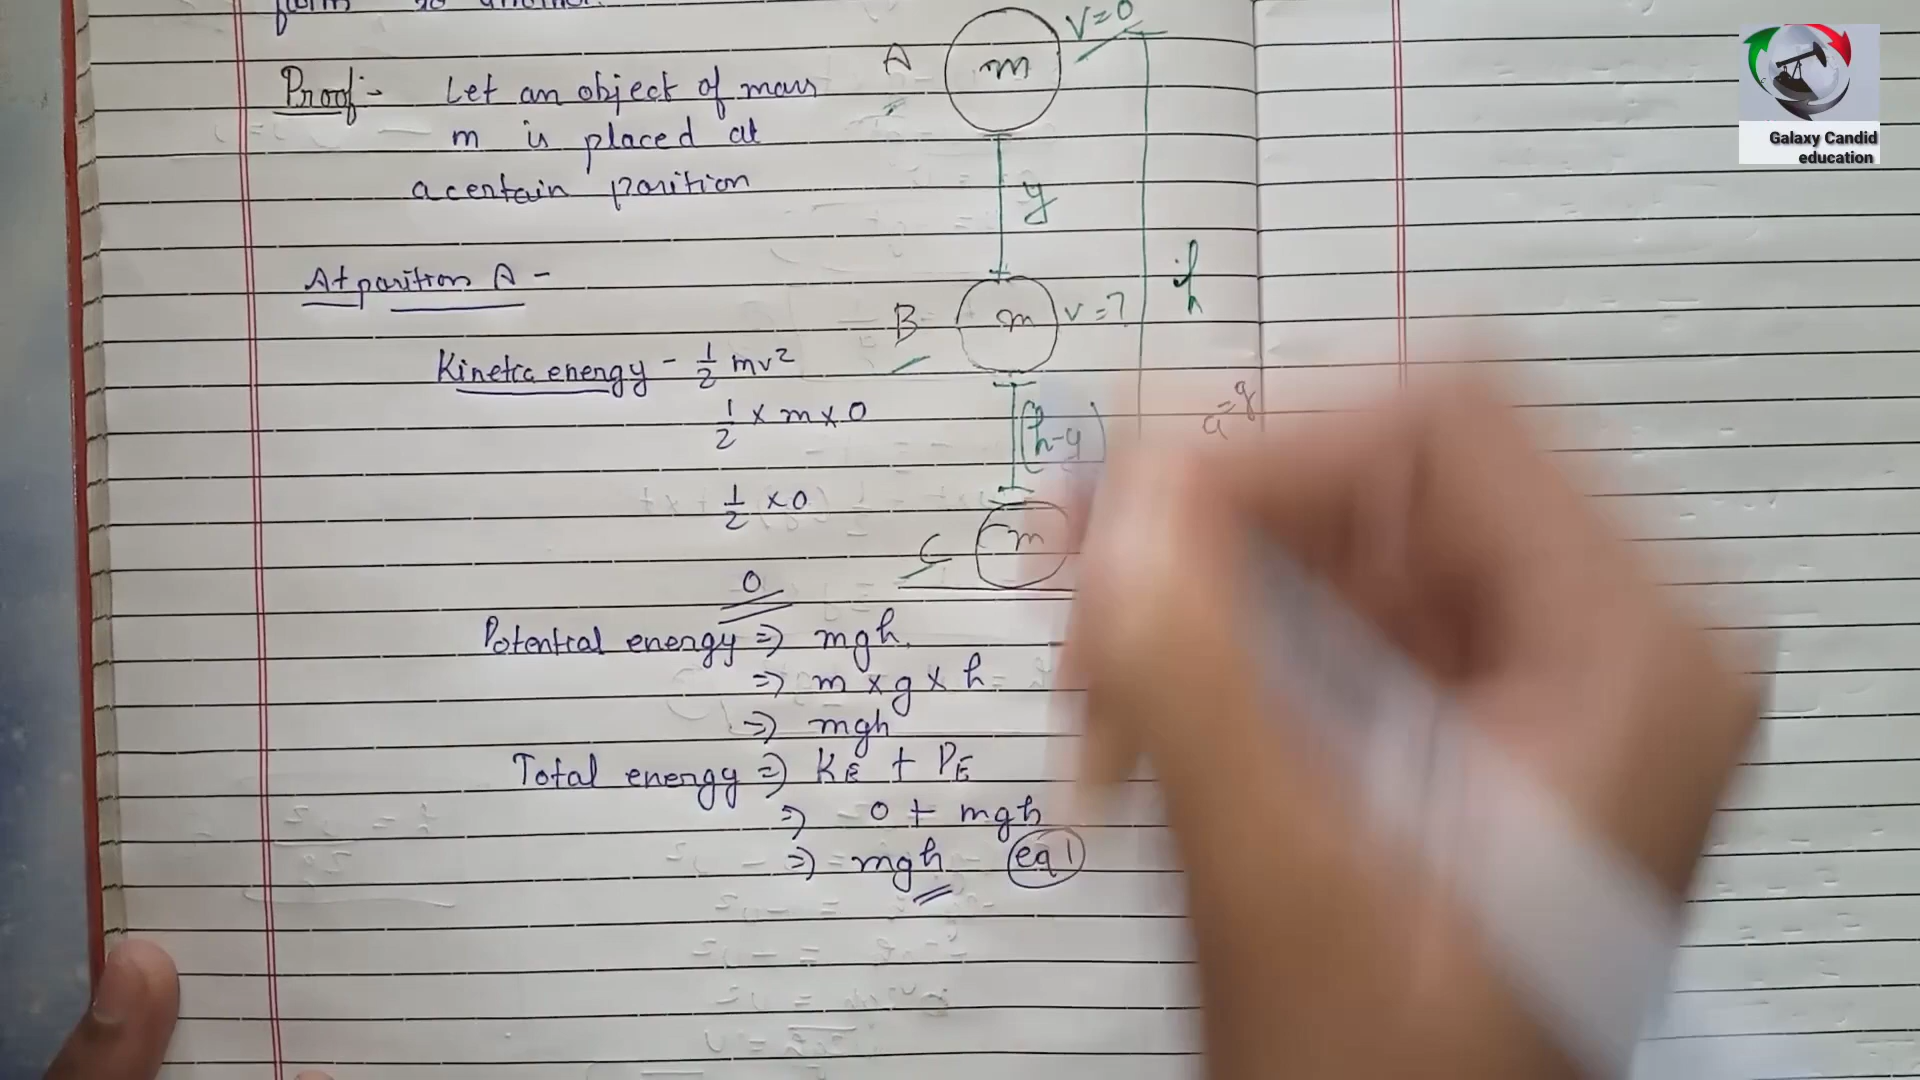 Proof:- Let an object of mass
m is placed at
a certain position
At position A -
Kinetic energy - 1/2 mv²
1/2 × m × 0
1/2 × 0
0
Potential energy => mgh.
=> m × g × h
=> mgh
Total energy => KE + PE
=> 0 + mgh
=> mgh eq 1
A m V=0
y
h
B m V=?
(h-y)
a=g
C m
Galaxy Candid
education